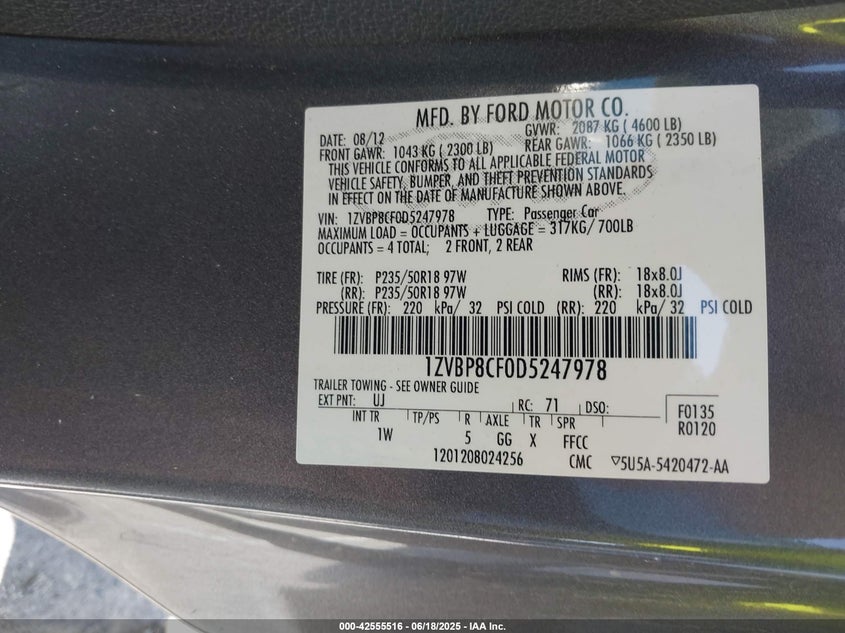 MFD. BY FORD MOTOR CO.
DATE: 08/12 GVWR: 2087 KG ( 4600 LB)
FRONT GAWR: 1043 KG ( 2300 LB) REAR GAWR: 1066 KG ( 2350 LB)
THIS VEHICLE CONFORMS TO ALL APPLICABLE FEDERAL MOTOR
VEHICLE SAFETY, BUMPER, AND THEFT PREVENTION STANDARDS
IN EFFECT ON THE DATE OF MANUFACTURE SHOWN ABOVE.
VIN: 1ZVBP8CF0D5247978 TYPE: Passenger Car
MAXIMUM LOAD = OCCUPANTS + LUGGAGE = 317KG/ 700LB
OCCUPANTS = 4 TOTAL; 2 FRONT, 2 REAR
TIRE (FR): P235/50R18 97W RIMS (FR): 18x8.0J
(RR): P235/50R18 97W (RR): 18x8.0J
PRESSURE (FR): 220 kPa/ 32 PSI COLD (RR): 220 kPa/ 32 PSI COLD
1ZVBP8CF0D5247978
TRAILER TOWING - SEE OWNER GUIDE
EXT PNT: UJ RC: 71 DSO: F0135
R0120
INT TR TP/PS R AXLE TR SPR
1W 5 GG X FFCC
1201208024256 CMC ▽5U5A-5420472-AA
000-42555516 - 06/18/2025 - IAA Inc.